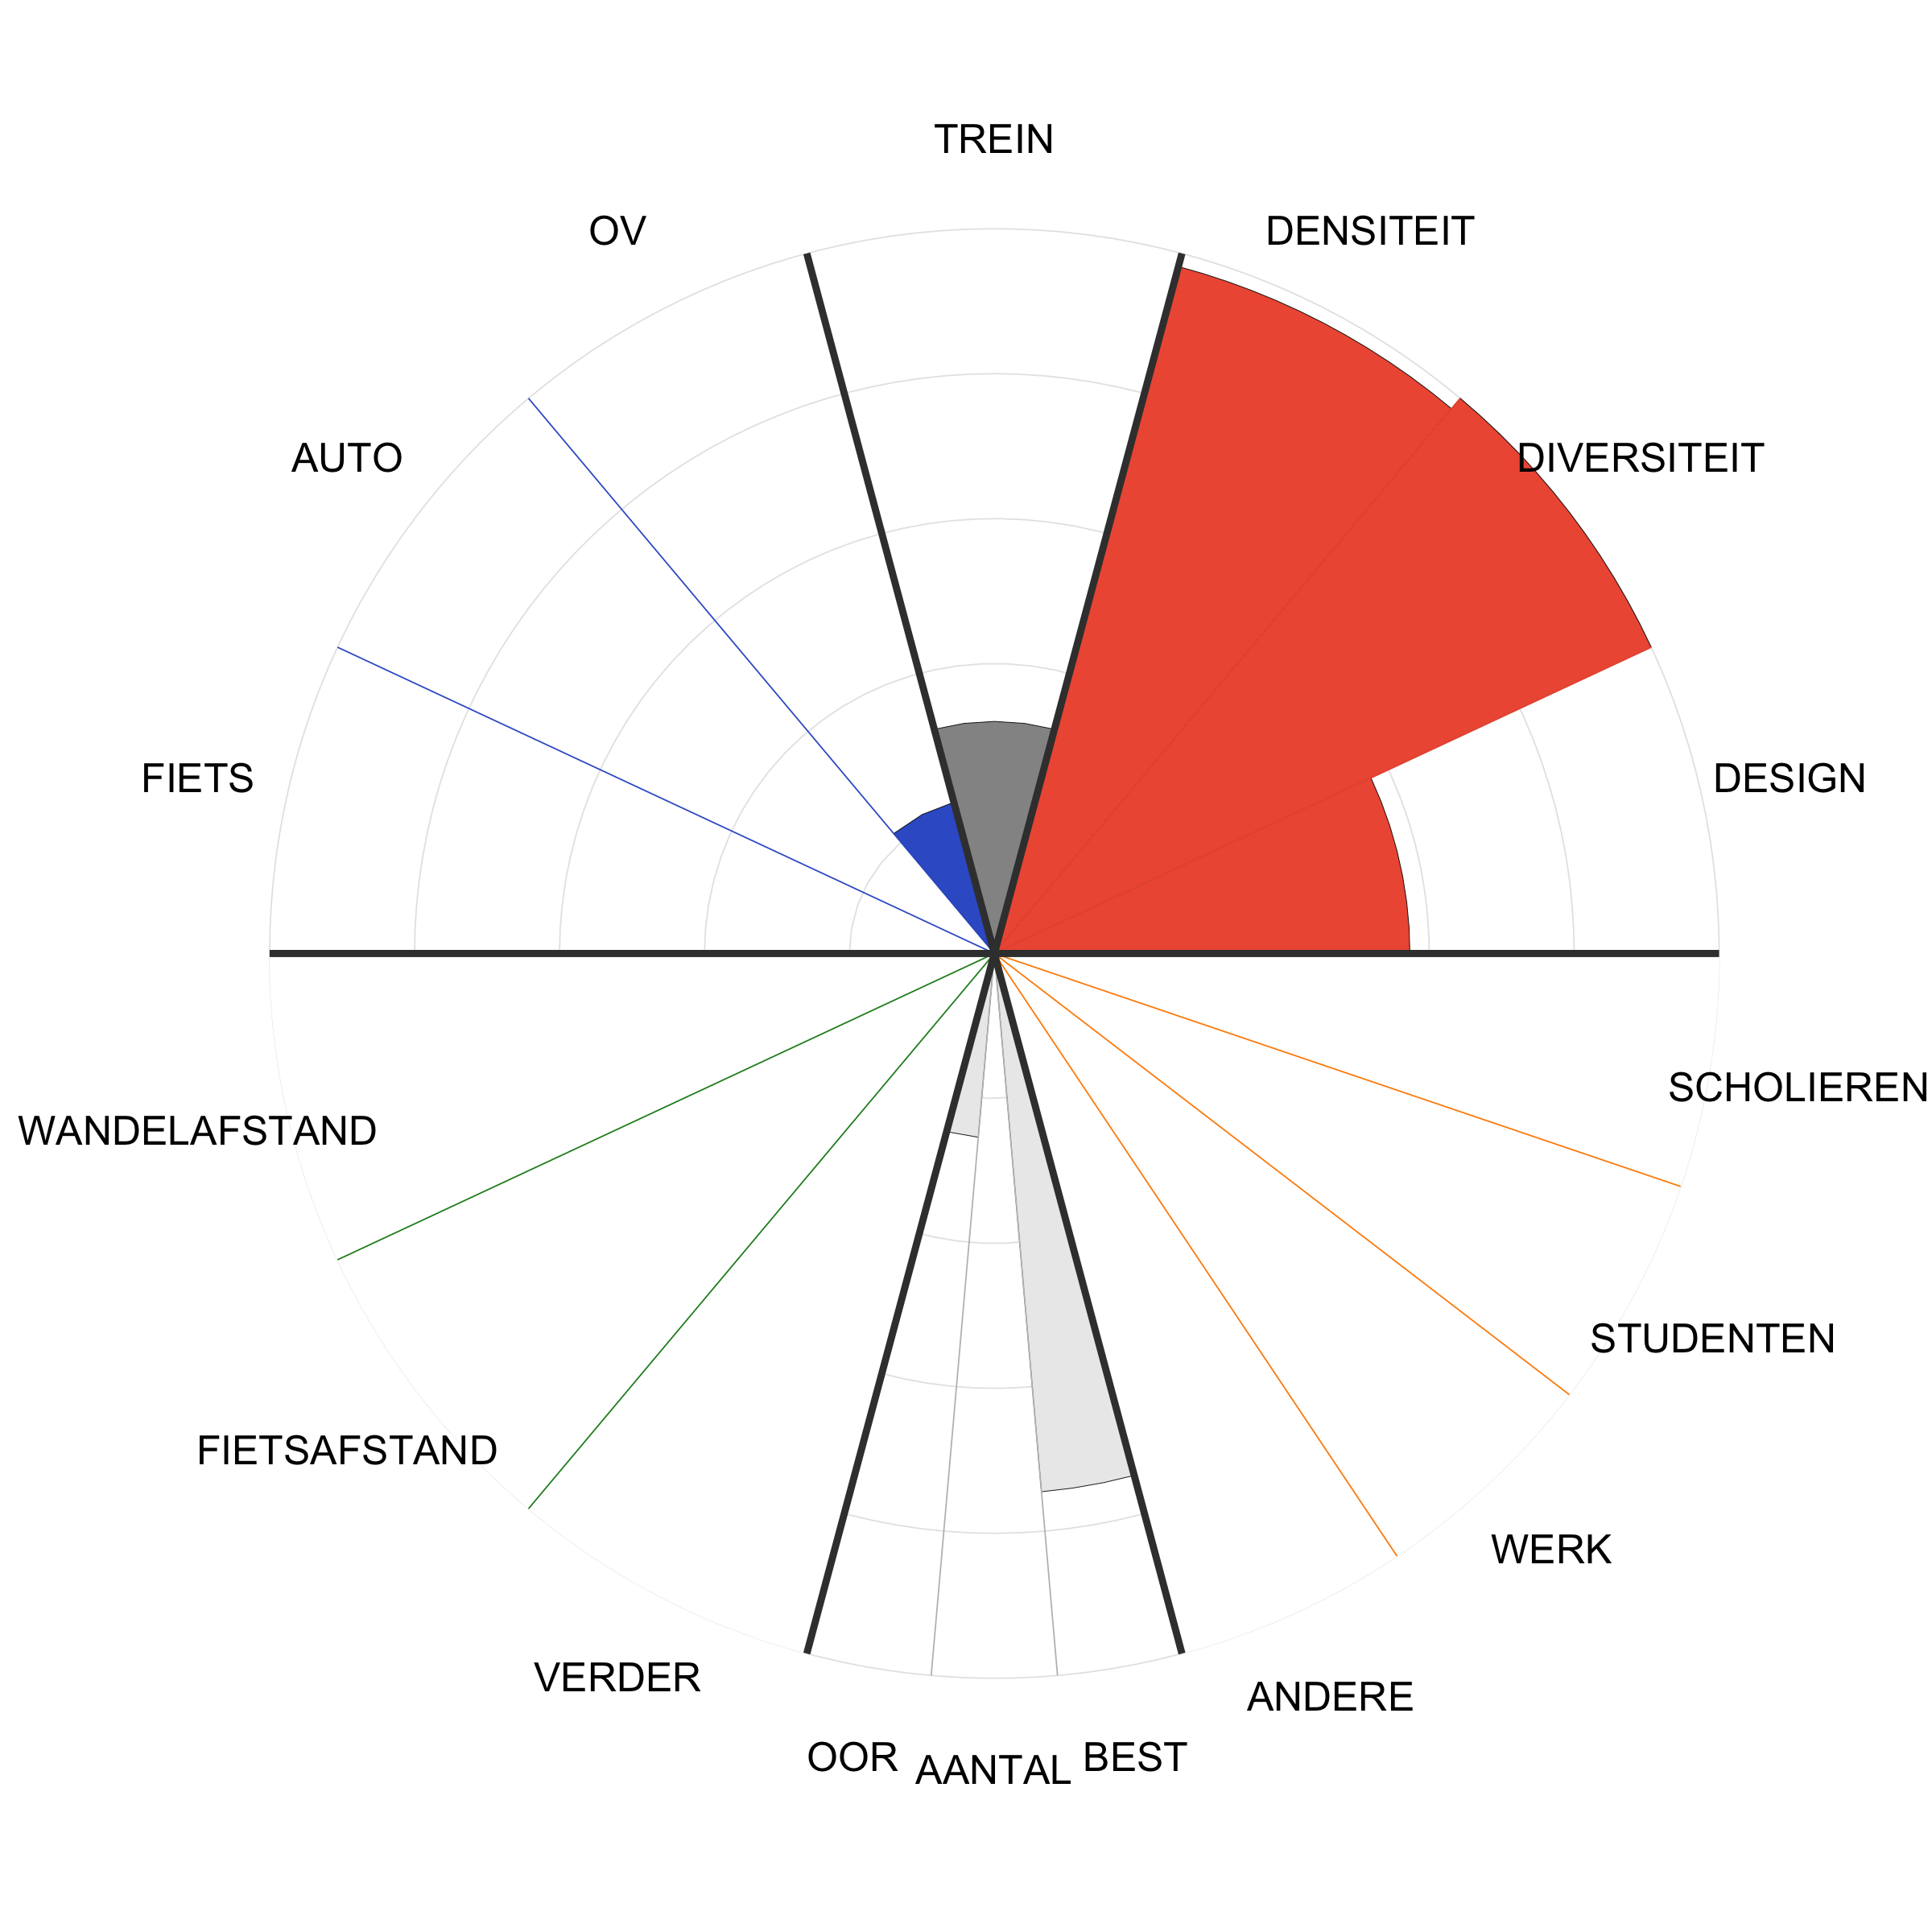 TREIN
OV
DENSITEIT
AUTO
DIVERSITEIT
FIETS
DESIGN
SCHOLIEREN
WANDELAFSTAND
STUDENTEN
FIETSAFSTAND
WERK
VERDER
ANDERE
OOR
AANTAL
BEST